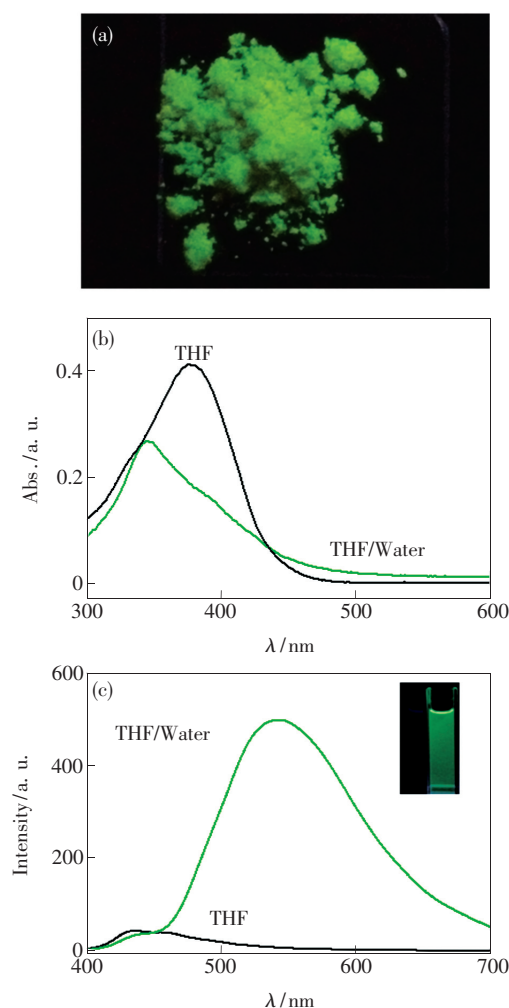 (a)
(b)
THF
0.4
Abs./a. u.
0.2
THF/Water
0
300 400 500 600
λ/nm
600
(c)
THF/Water
400
Intensity/a. u.
200
THF
0
400 500 600 700
λ/nm